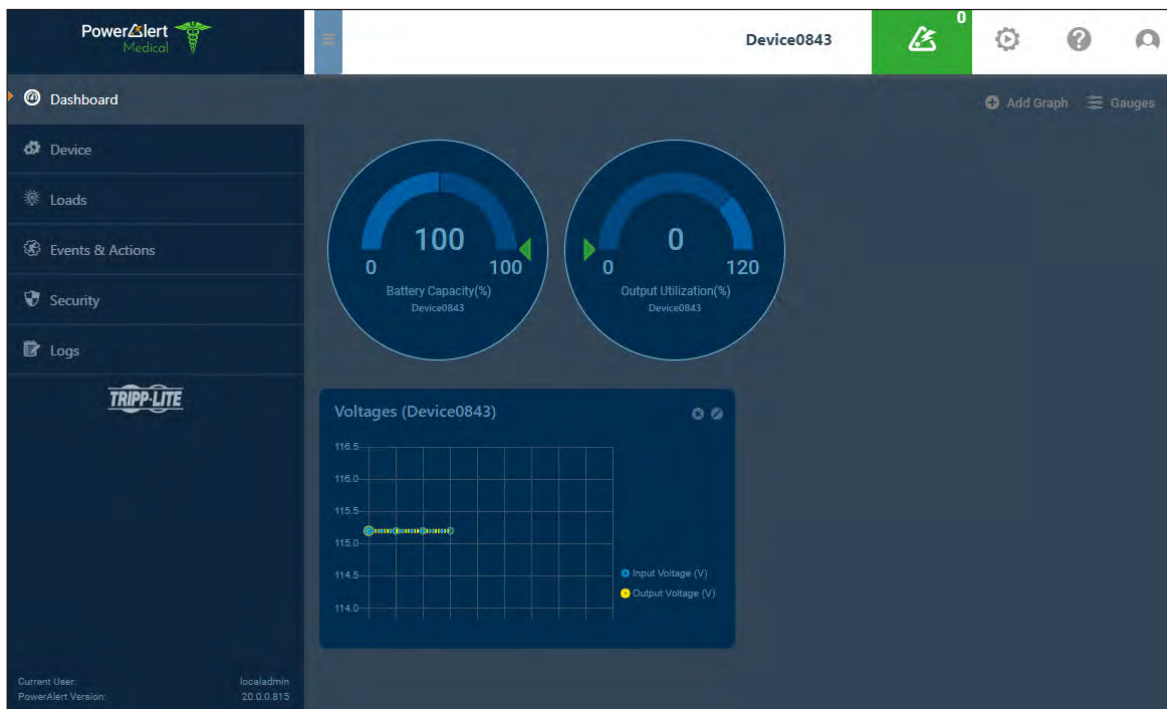 PowerAlert
Medical
Device0843
0
Dashboard
Device
Loads
Events & Actions
Security
Logs
TRIPP·LITE
Current User: localadmin
PowerAlert Version: 20.0.0.815
Add Graph Gauges
100
0 100
Battery Capacity(%)
Device0843
0
0 120
Output Utilization(%)
Device0843
Voltages (Device0843)
116.5
116.0
115.5
115.0
114.5
114.0
Input Voltage (V)
Output Voltage (V)